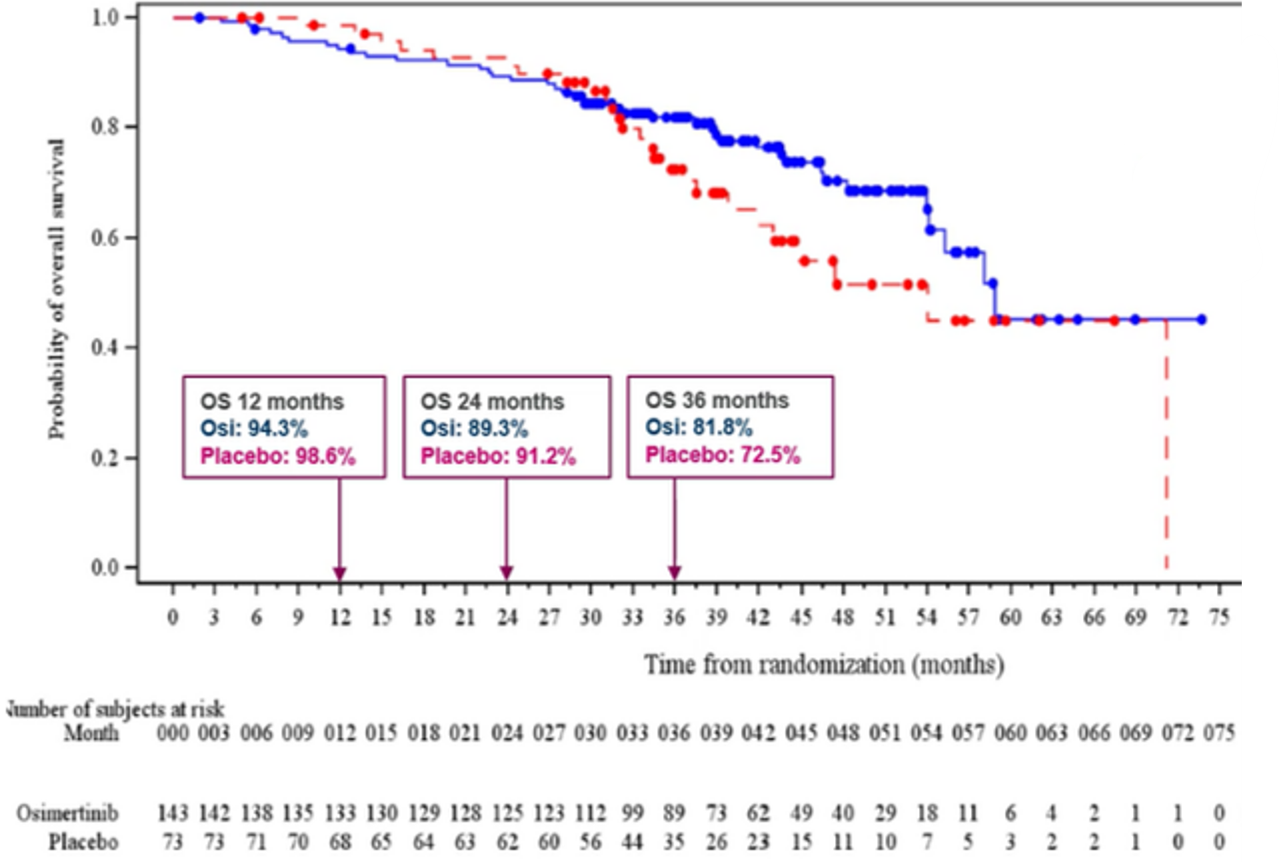 Probability of overall survival
1.0
0.8
0.6
0.4
0.2
0.0
OS 12 months
Osi: 94.3%
Placebo: 98.6%
OS 24 months
Osi: 89.3%
Placebo: 91.2%
OS 36 months
Osi: 81.8%
Placebo: 72.5%
0 3 6 9 12 15 18 21 24 27 30 33 36 39 42 45 48 51 54 57 60 63 66 69 72 75
Time from randomization (months)
Number of subjects at risk
Month 000 003 006 009 012 015 018 021 024 027 030 033 036 039 042 045 048 051 054 057 060 063 066 069 072 075
Osimertinib 143 142 138 135 133 130 129 128 125 123 112 99 89 73 62 49 40 29 18 11 6 4 2 1 1 0
Placebo 73 73 71 70 68 65 64 63 62 60 56 44 35 26 23 15 11 10 7 5 3 2 2 1 0 0